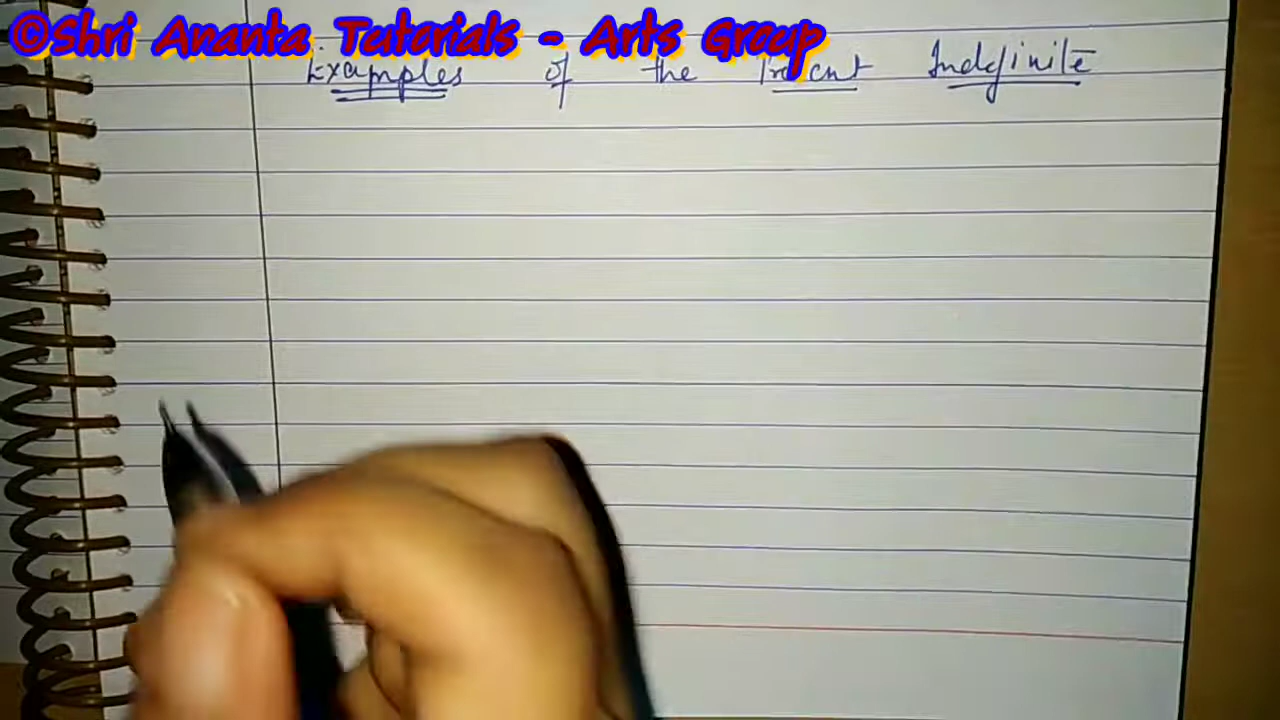 ©Shri Ananta Tutorials - Arts Group
Examples of the Present Indefinite